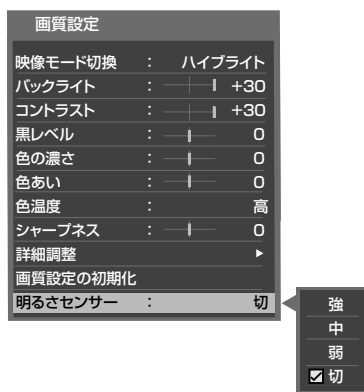 画質設定
映像モード切換 : ハイブライト
バックライト : +30
コントラスト : +30
黒レベル : 0
色の濃さ : 0
色あい : 0
色温度 : 高
シャープネス : 0
詳細調整
画質設定の初期化
明るさセンサー : 切
強
中
弱
切